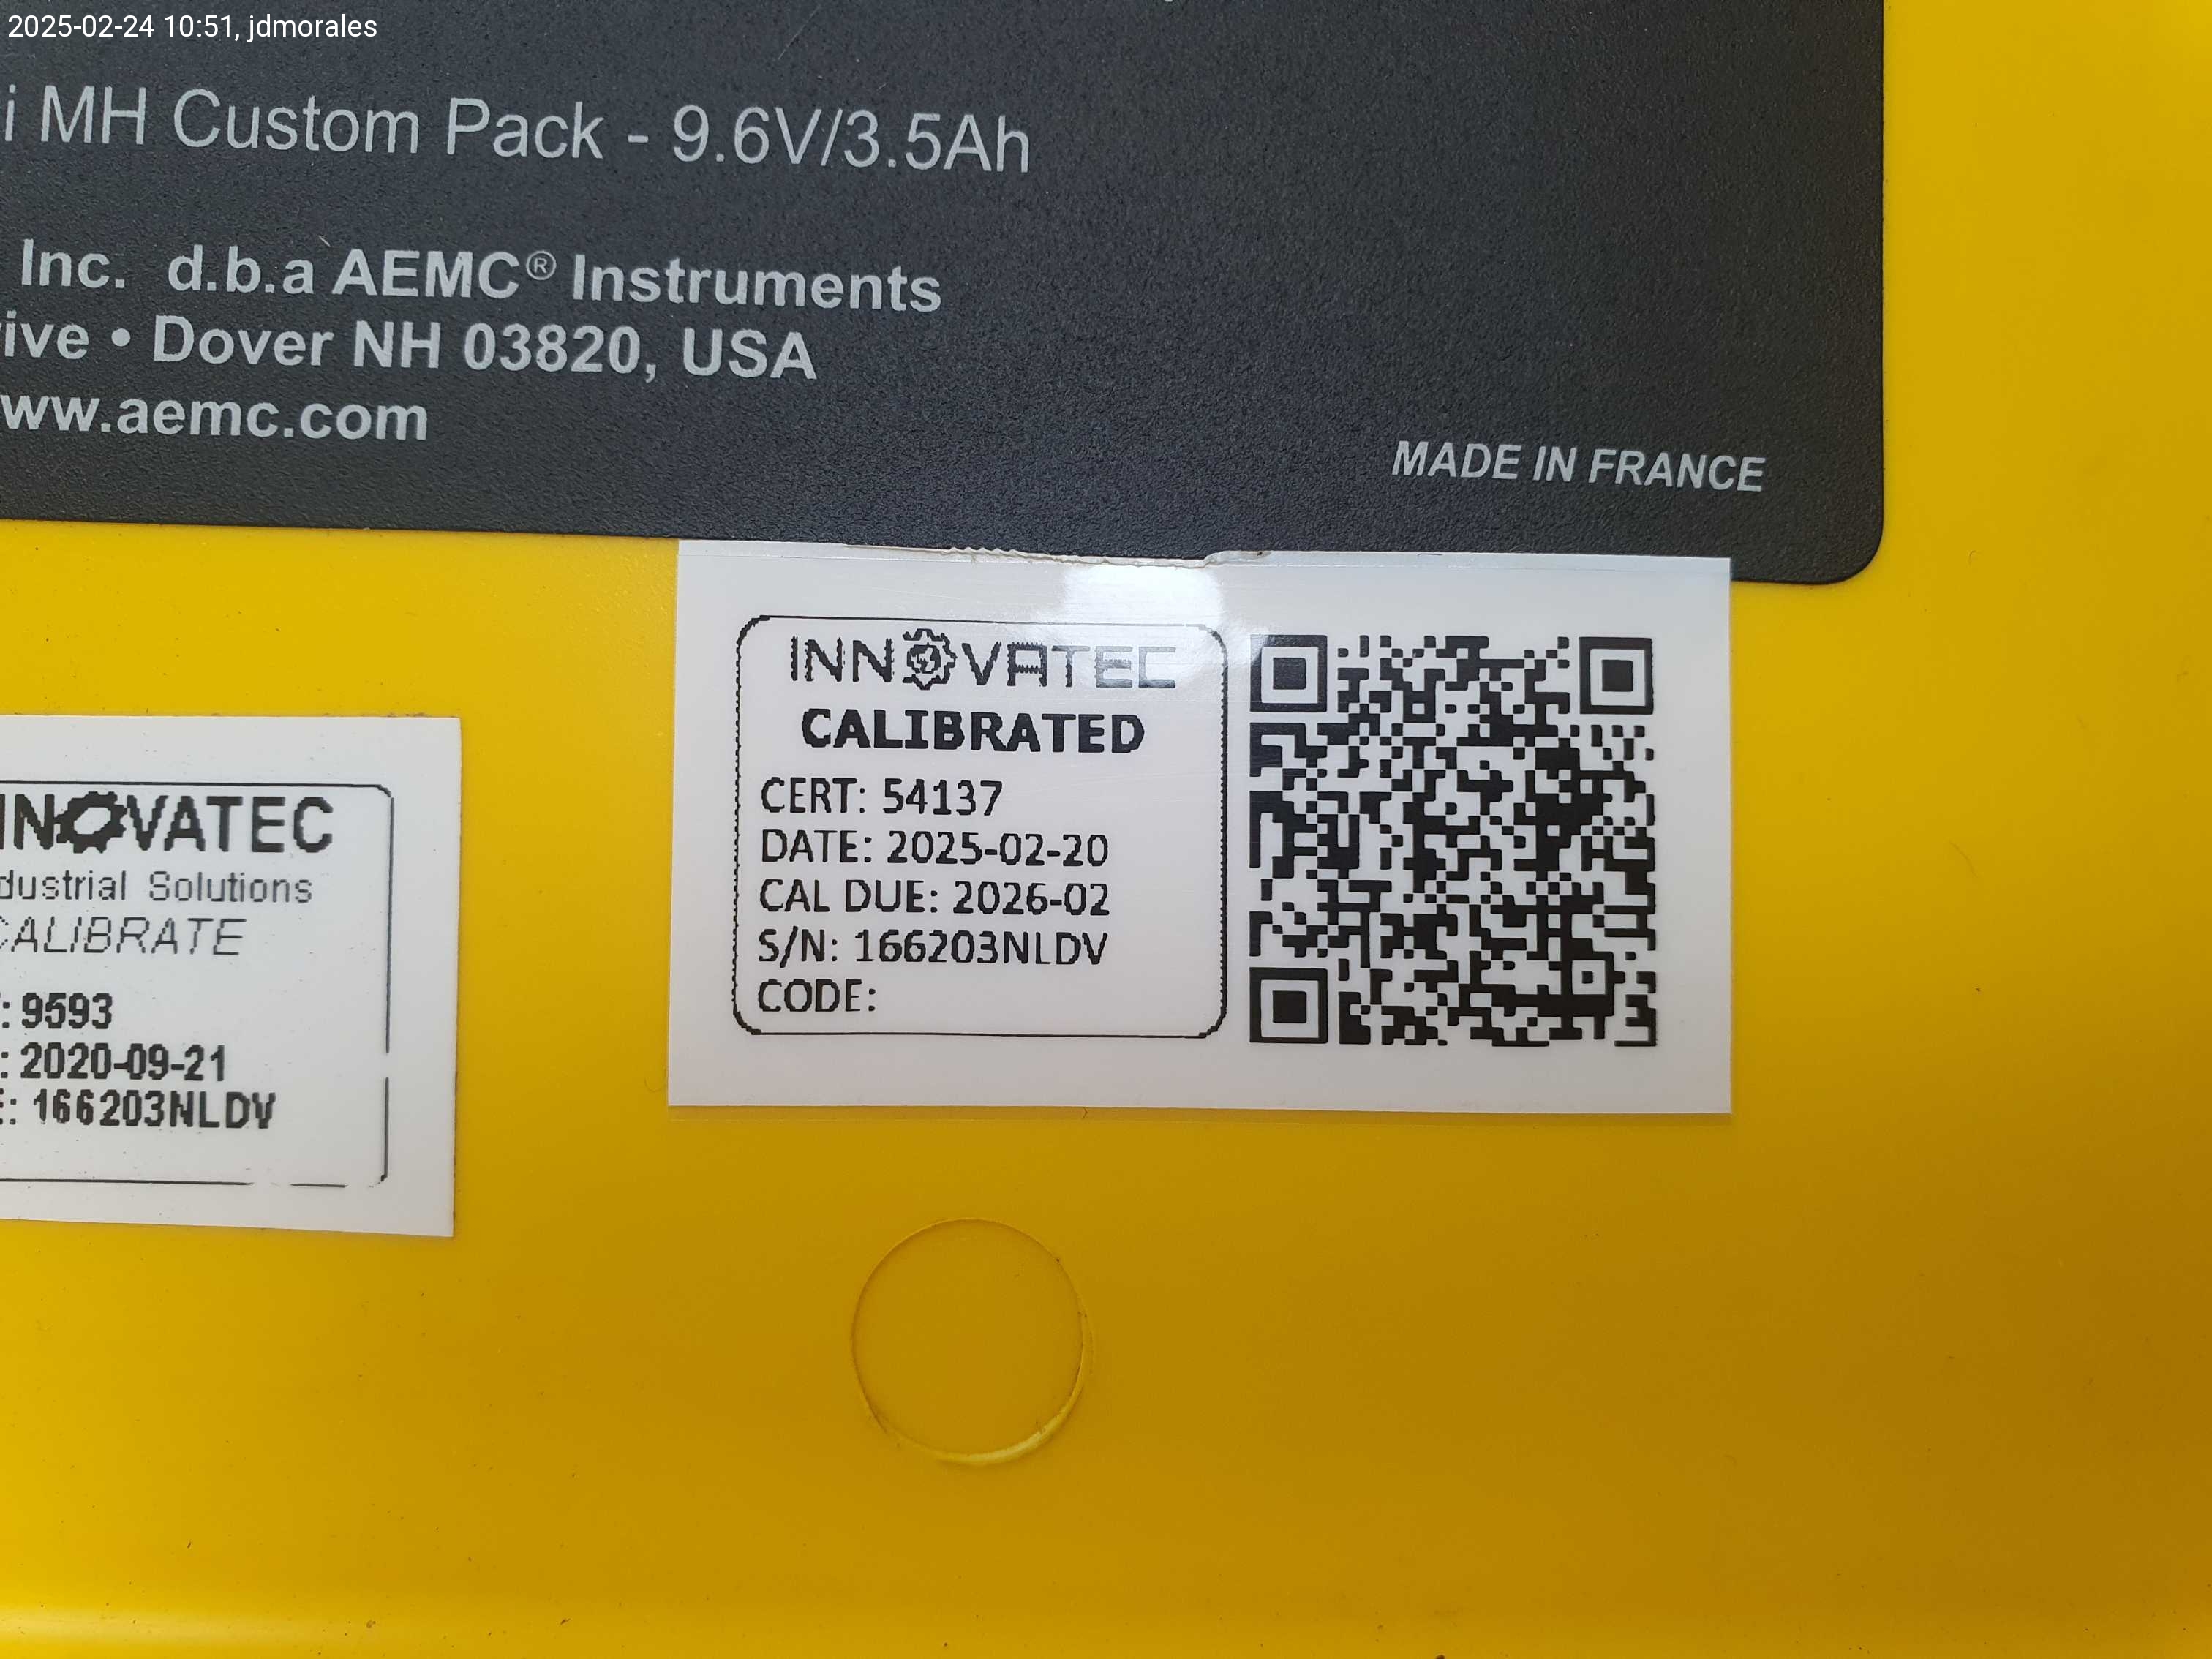 2025-02-24 10:51, jdmorales
i MH Custom Pack - 9.6V/3.5Ah
Inc. d.b.a AEMC® Instruments
rive • Dover NH 03820, USA
ww.aemc.com
MADE IN FRANCE
INNOVATEC
CALIBRATED
CERT: 54137
DATE: 2025-02-20
CAL DUE: 2026-02
S/N: 166203NLDV
CODE:
INNOVATEC
dustrial Solutions
CALIBRATE
: 9593
: 2020-09-21
: 166203NLDV